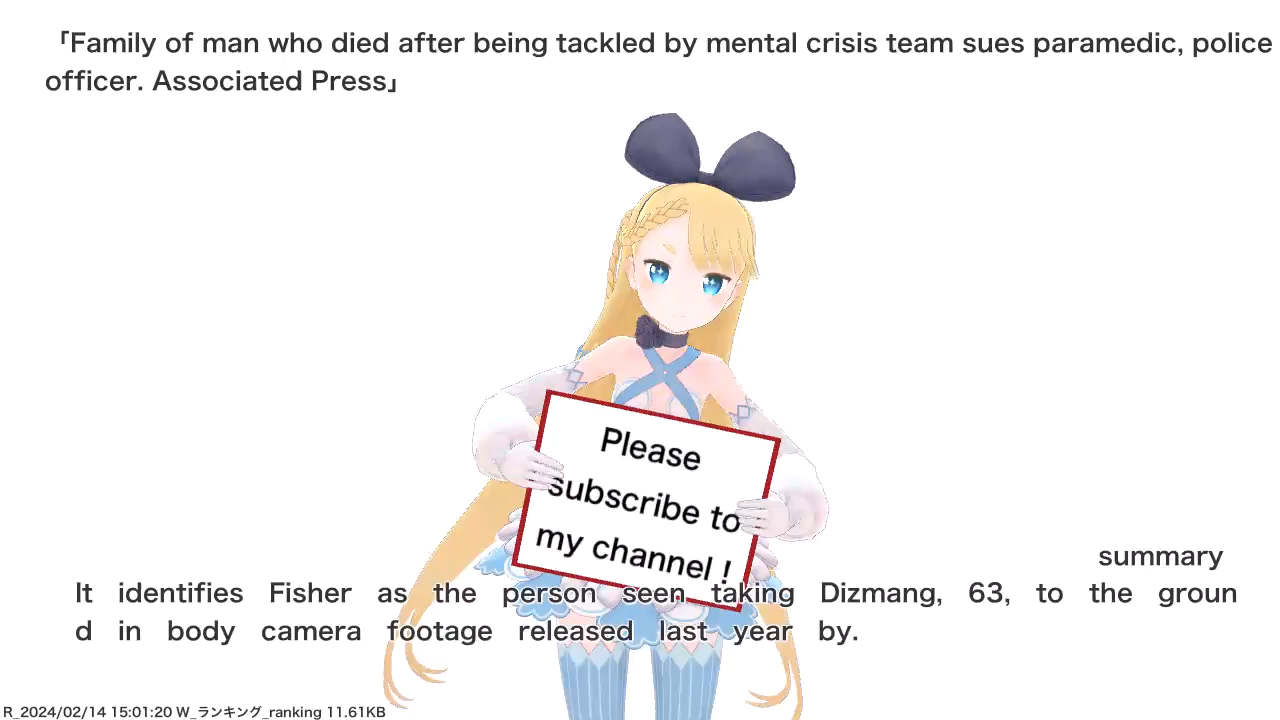 「Family of man who died after being tackled by mental crisis team sues paramedic, police
officer. Associated Press」
Please
subscribe to
my channel !
summary
It identifies Fisher as the person seen taking Dizmang, 63, to the groun
d in body camera footage released last year by.
R_2024/02/14 15:01:20 W_ランキング_ranking 11.61KB